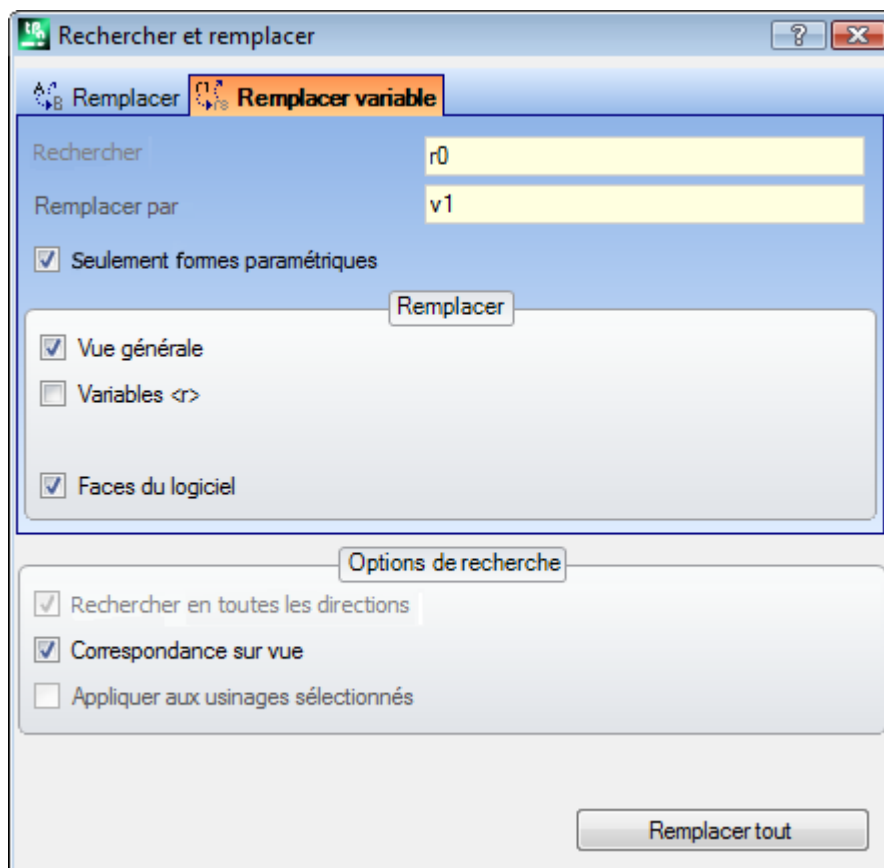 Rechercher et remplacer
Remplacer Remplacer variable
Rechercher r0
Remplacer par v1
Seulement formes paramétriques
Remplacer
Vue générale
Variables <r>
Faces du logiciel
Options de recherche
Rechercher en toutes les directions
Correspondance sur vue
Appliquer aux usinages sélectionnés
Remplacer tout